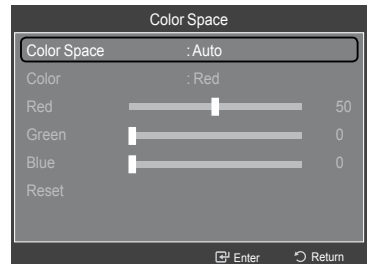 Color Space
Color Space : Auto
Color : Red
Red 50
Green 0
Blue 0
Reset
Enter Return